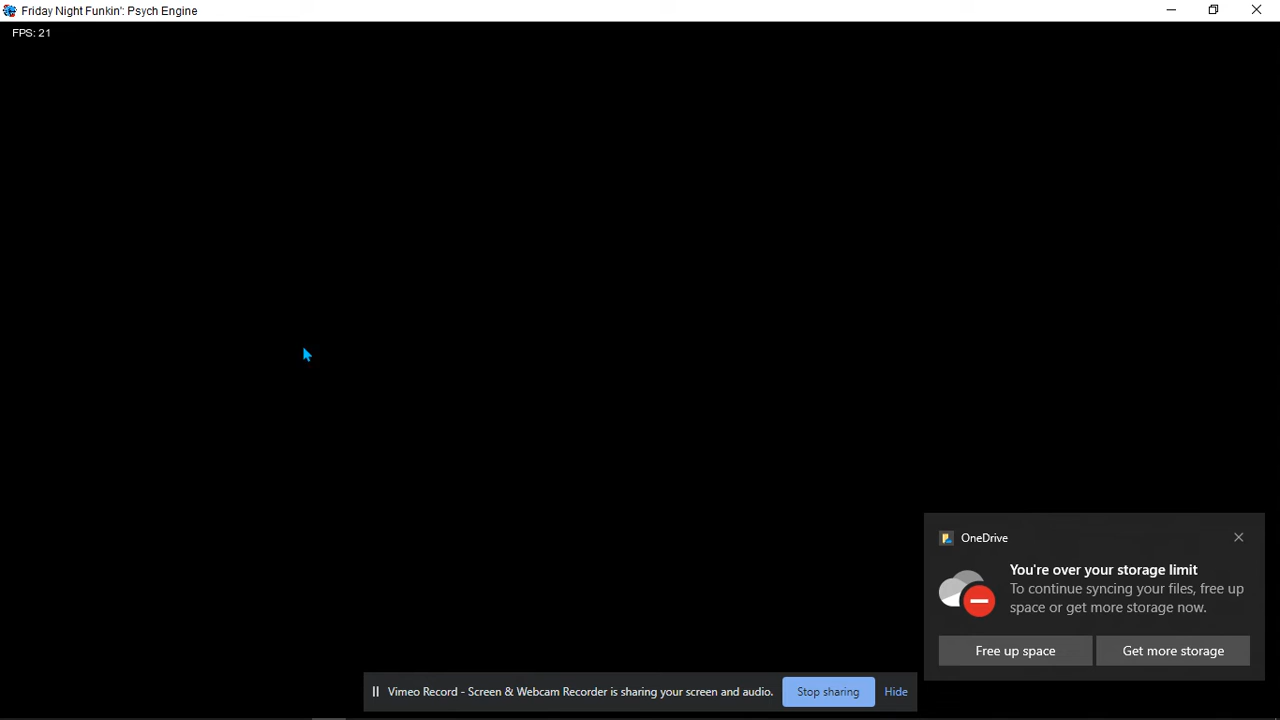 Friday Night Funkin': Psych Engine
FPS: 21
OneDrive
You're over your storage limit
To continue syncing your files, free up
space or get more storage now.
Free up space
Get more storage
Vimeo Record - Screen & Webcam Recorder is sharing your screen and audio.
Stop sharing
Hide